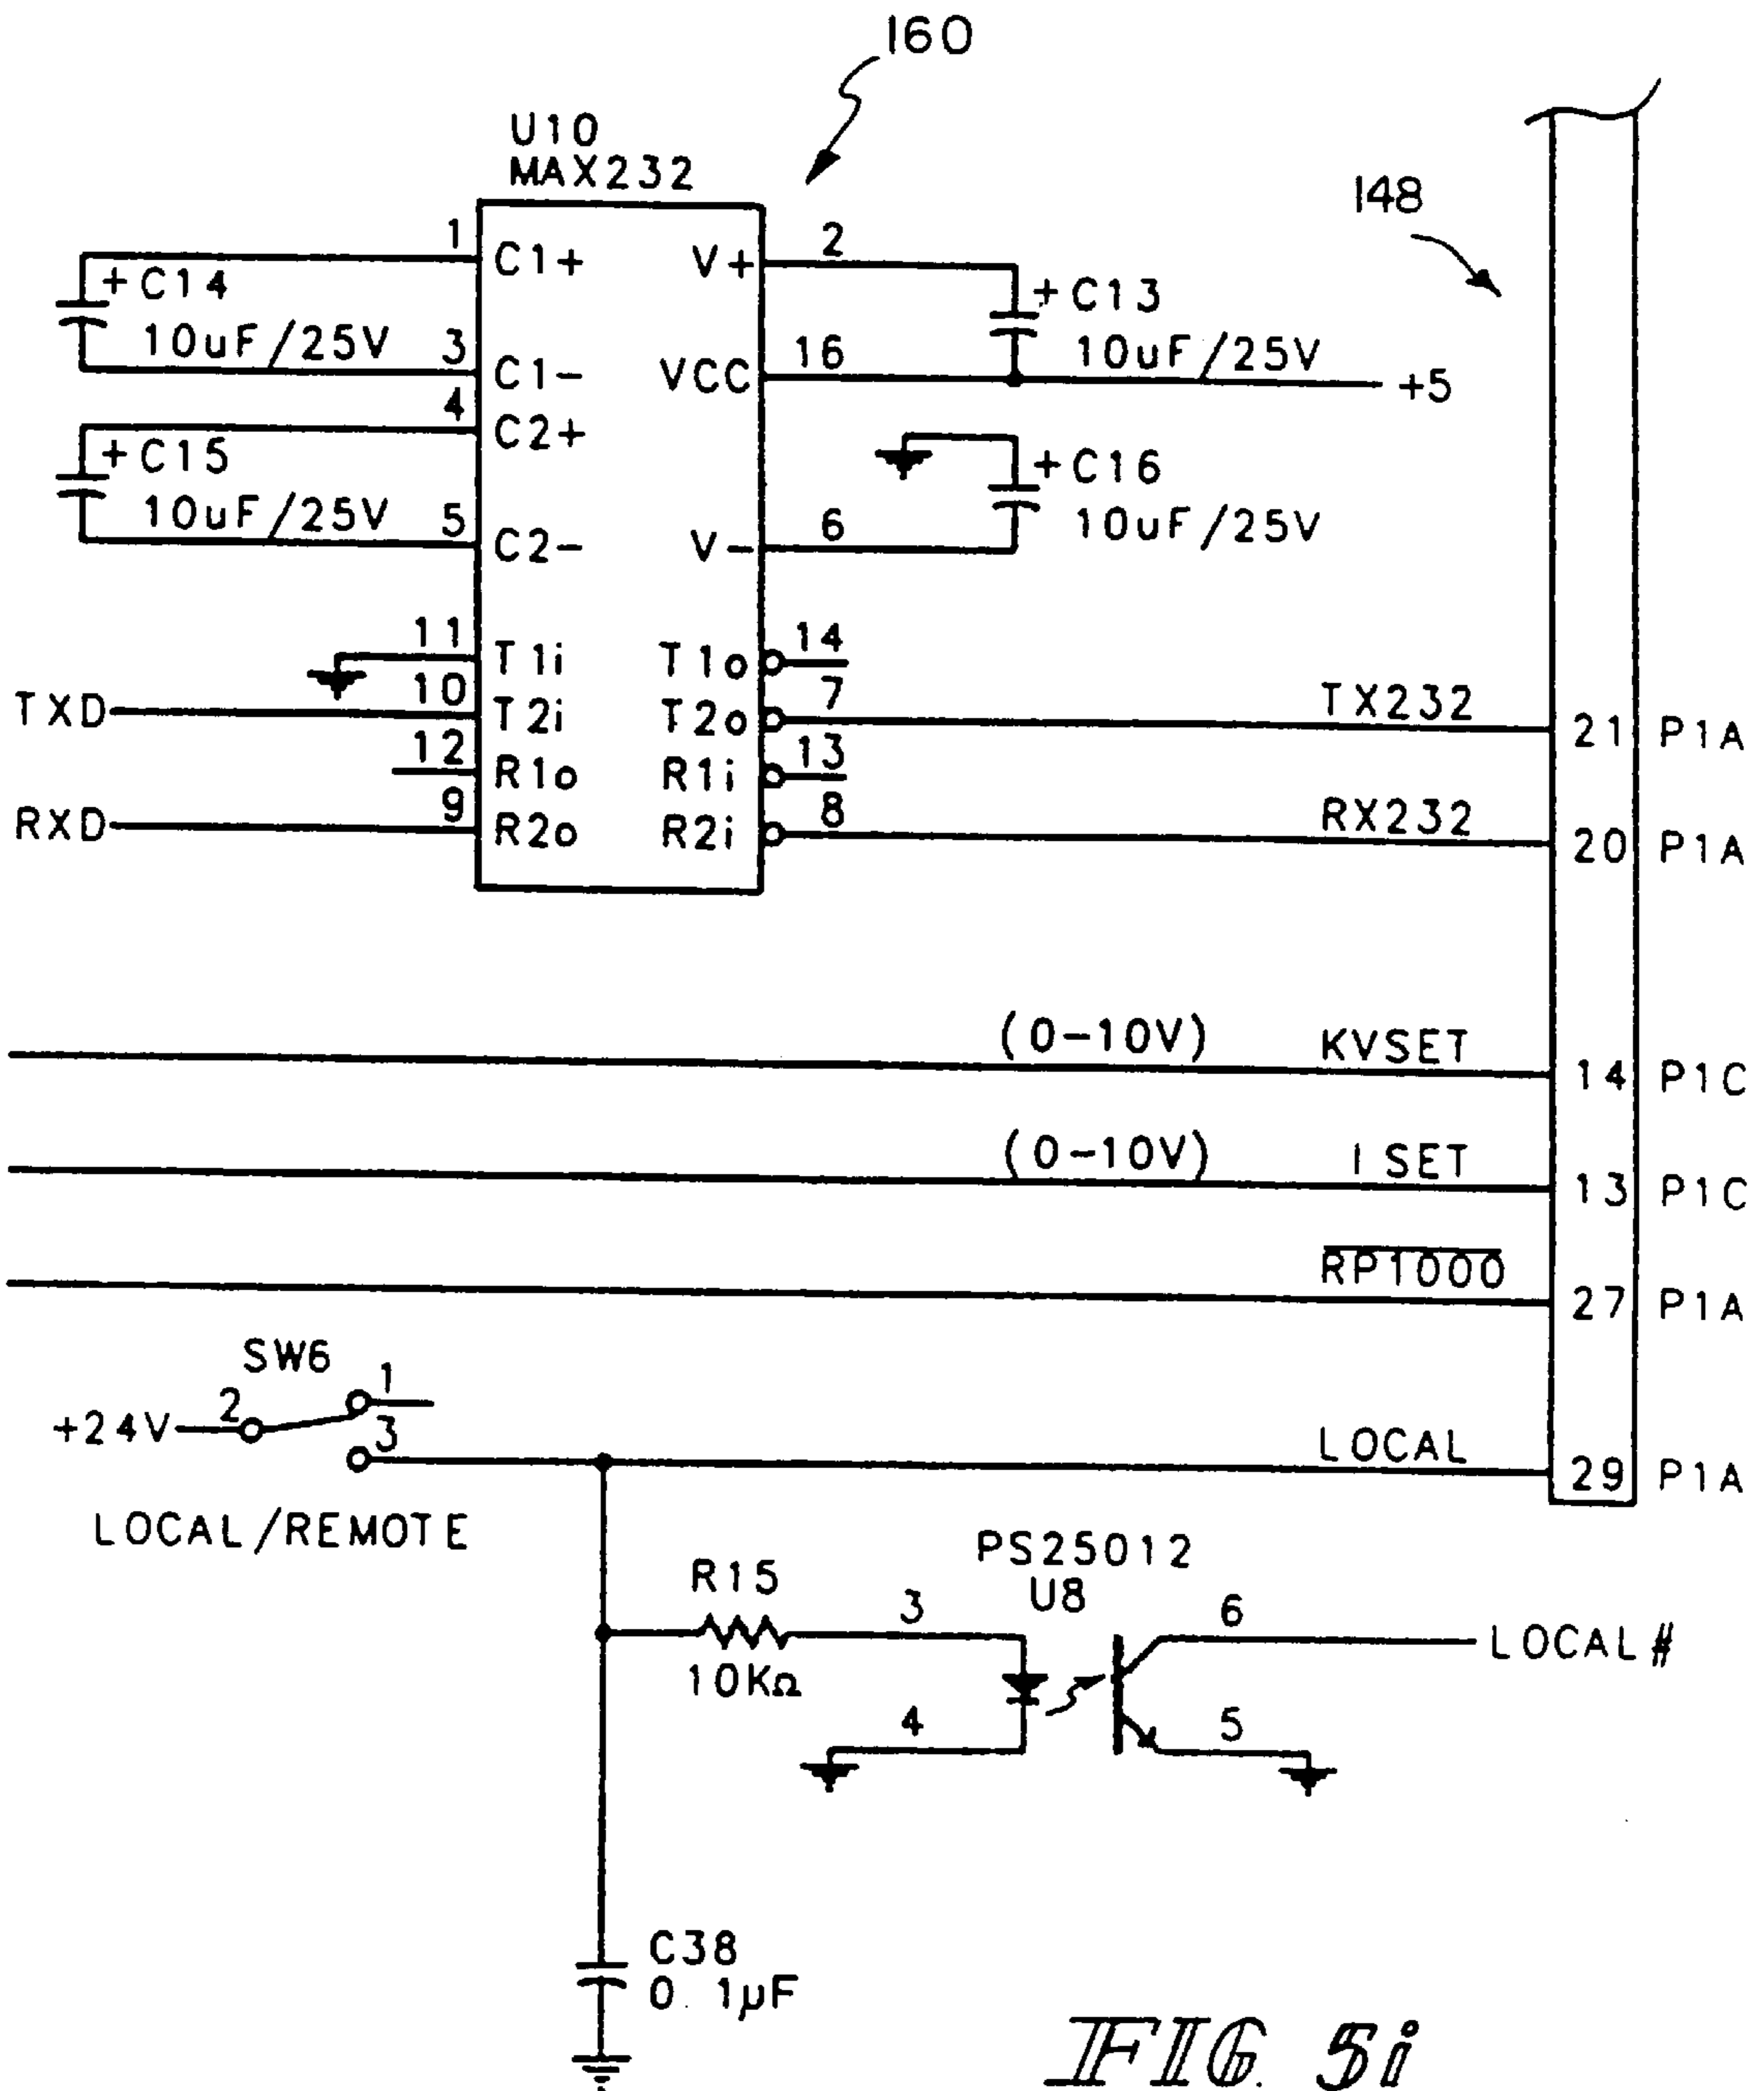 160
U10
MAX232
148
1 C1+ V+ 2
+ C14
10uF/25V
+ C13
10uF/25V
3 C1- VCC 16
+5
4 C2+
+ C15
10uF/25V
+ C16
10uF/25V
5 C2- V- 6
11 T1i T1o 14
TXD 10 T2i T2o 7 TX232 21 P1A
12 R1o R1i 13
RXD 9 R2o R2i 8 RX232 20 P1A
(0-10V) KVSET 14 P1C
(0-10V) I SET 13 P1C
RP1000 27 P1A
SW6
+24V 2 1
3 LOCAL 29 P1A
LOCAL/REMOTE
PS25012
U8
R15
10KΩ
3 6 LOCAL#
4 5
C38
0.1µF
FIG. 5i